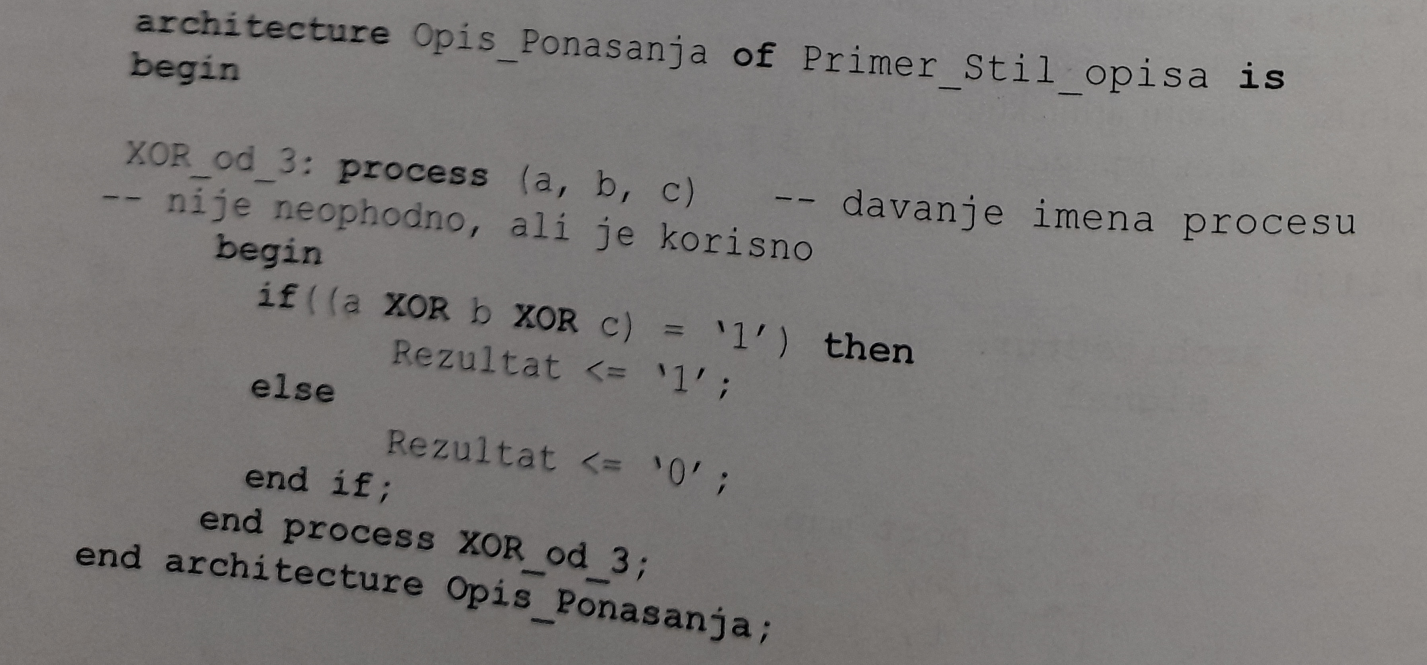 architecture Opis_Ponasanja of Primer_Stil_opisa is
begin
XOR_od_3: process (a, b, c)   -- davanje imena procesu
-- nije neophodno, ali je korisno
begin
if((a XOR b XOR c) = ‘1’) then
Rezultat <= ‘1’;
else
Rezultat <= ‘0’;
end if;
end process XOR_od_3;
end architecture Opis_Ponasanja;